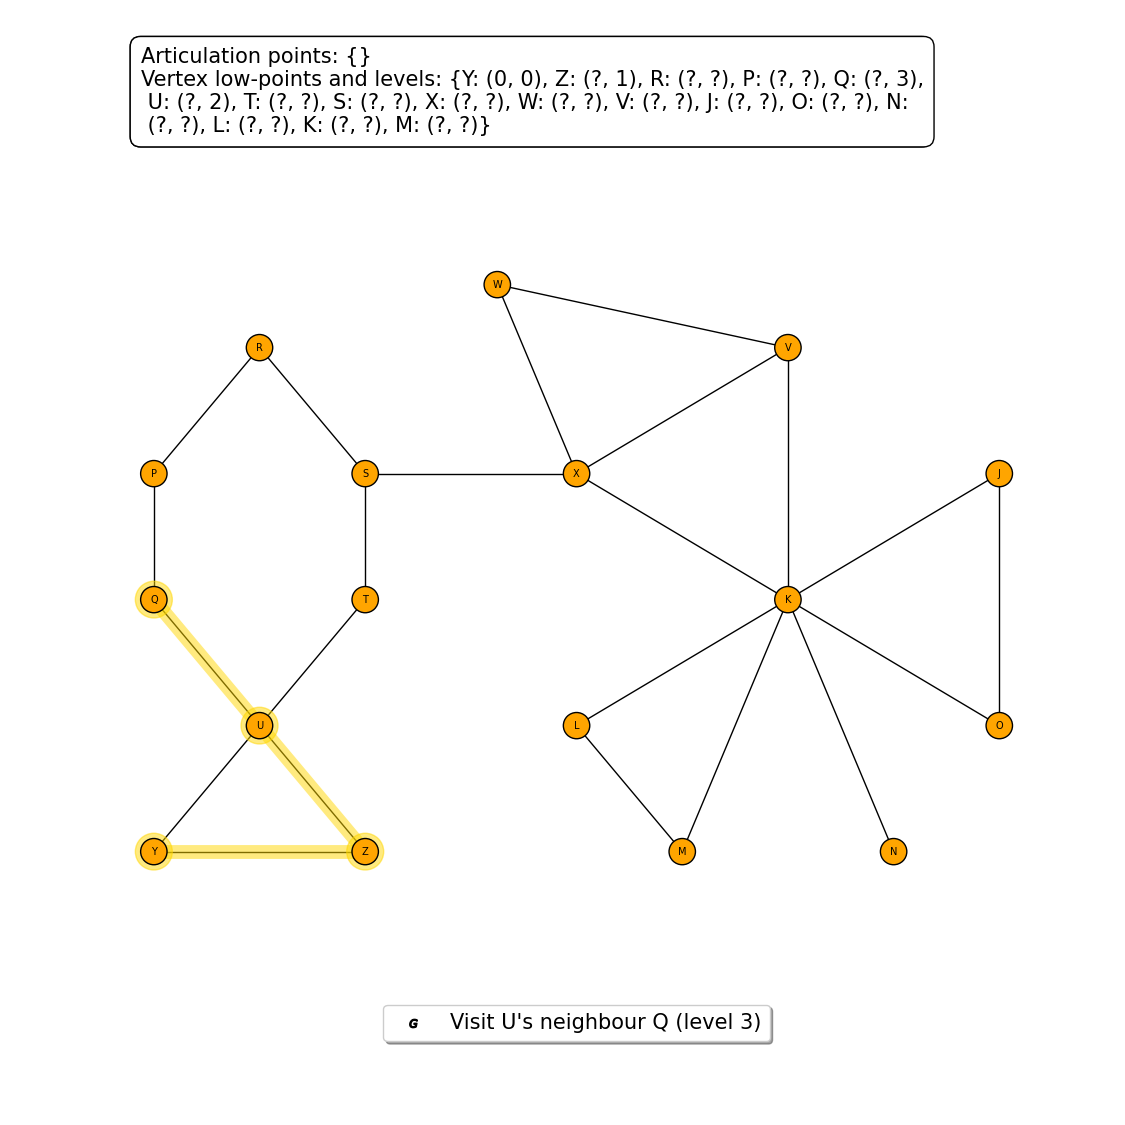 Articulation points: {}
Vertex low-points and levels: {Y: (0, 0), Z: (?, 1), R: (?, ?), P: (?, ?), Q: (?, 3),
U: (?, 2), T: (?, ?), S: (?, ?), X: (?, ?), W: (?, ?), V: (?, ?), J: (?, ?), O: (?, ?), N:
(?, ?), L: (?, ?), K: (?, ?), M: (?, ?)}
W
R
V
P
S
X
J
Q
T
K
U
L
O
Y
Z
M
N
G Visit U's neighbour Q (level 3)